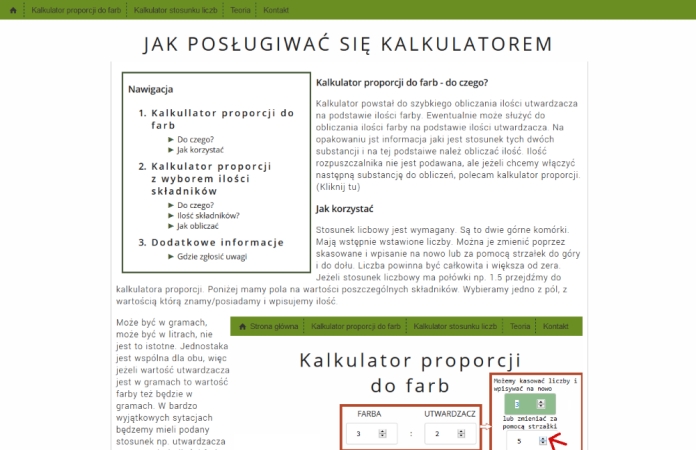 Kalkulator proporcji do farb Kalkulator stosunku liczb Teoria Kontakt
JAK POSŁUGIWAĆ SIĘ KALKULATOREM
Nawigacja
1. Kalkullator proporcji do
farb
► Do czego?
► Jak korzystać
2. Kalkulator proporcji
z wyborem ilości
składników
► Do czego?
► Ilość składników?
► Jak obliczać
3. Dodatkowe informacje
► Gdzie zgłosić uwagi
Kalkulator proporcji do farb - do czego?
Kalkulator powstał do szybkiego obliczania ilości utwardzacza
na podstawie ilości farby. Ewentualnie może służyć do
obliczania ilości farby na podstawie ilości utwardzacza. Na
opakowaniu jst informacja jaki jest stosunek tych dwóch
substancji i na tej podstaiwe należ obliczać ilość. Ilość
rozpuszczalnika nie jest podawana, ale jeżeli chcemy włączyć
następną substancję do obliczeń, polecam kalkulator proporcji.
(Kliknij tu)
Jak korzystać
Stosunek licbowy jest wymagany. Są to dwie górne komórki.
Mają wstępnie wstawione liczby. Można je zmienić poprzez
skasowane i wpisanie na nowo lub za pomocą strzałek do góry
i do dołu. Liczba powinna być całkowita i większa od zera.
Jezeli stosunek liczbowy ma połówki np. 1.5 przejdźmy do
kalkulatora proporcji. Poniżej mamy pola na wartości poszczególnych składników. Wybieramy jedno z pól, z
wartością którą znamy/posiadamy i wpisujemy ilość.
Może być w gramach,
może być w litrach, nie
jest to istotne. Jednostaka
jest wspólna dla obu, więc
jeżeli wartość utwardzacza
jest w gramach to wartość
farby też będzie w
gramach. W bardzo
wyjątkowych sytacjach
będzemy mieli podany
stosunek np. utwardzacza
Strona główna Kalkulator proporcji do farb Kalkulator stosunku liczb Teoria Kontakt
Kalkulator proporcji
do farb
FARBA UTWARDZACZ
3 : 2
Możemy kasować liczby i
wpisywać na nowo
3
lub zmieniać za
pomocą strzałki
5